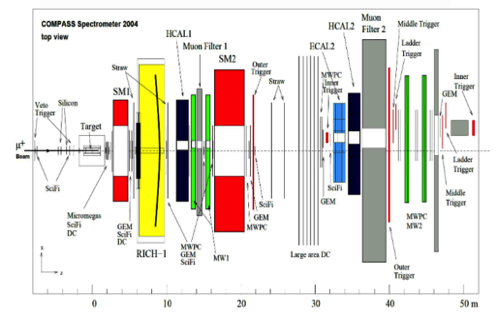 COMPASS Spectrometer 2004
top view
HCAL1
Muon Filter 1
SM2
Outer
Trigger
Straw
HCAL2
ECAL2
Muon
Filter 2
Middle Trigger
Ladder
Trigger
MWPC
Inner
Trigger
GEM
Inner
Trigger
Straw
SM1
Veto
Trigger
Silicon
Target
μ+
Beam
SciFi
Micromegas
SciFi
DC
GEM
SciFi
DC
RICH-1
MWPC
GEM
SciFi
MW1
MWPC
GEM
SciFi
Large area DC
GEM
SciFi
Outer
Trigger
MWPC
MW2
Middle
Trigger
Ladder
Trigger
x
z
0
10
20
30
40
50 m